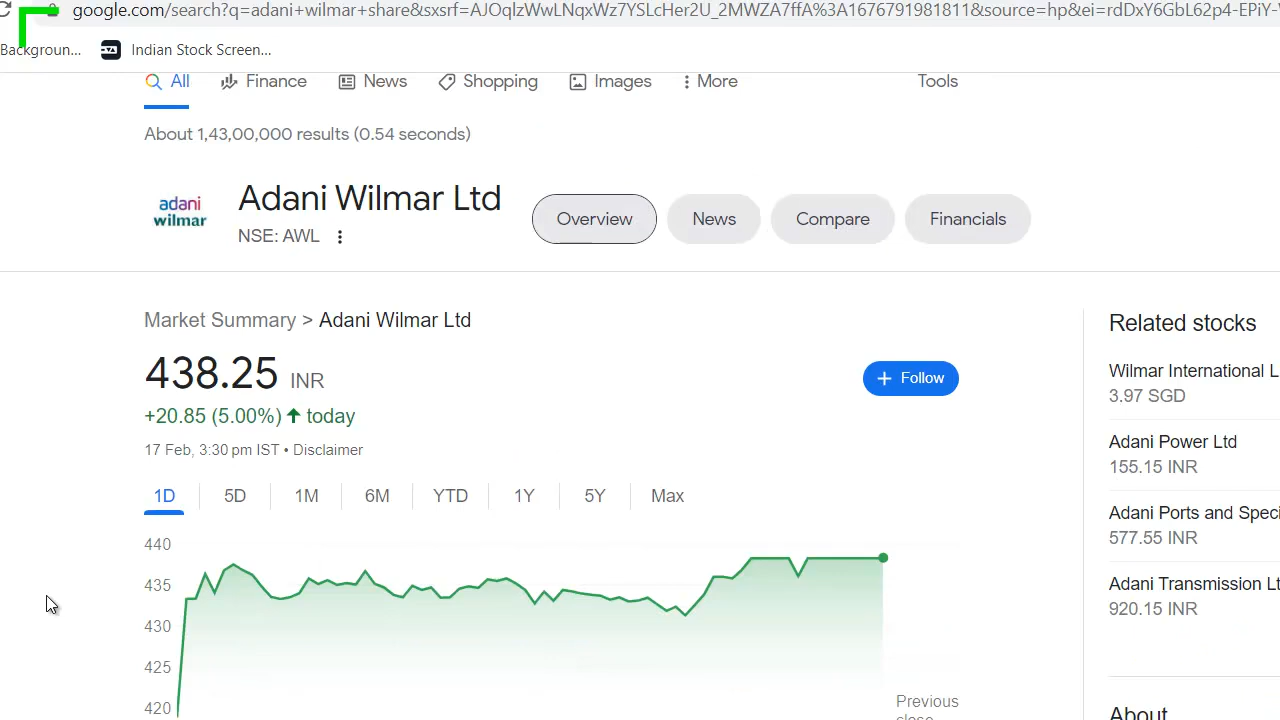 google.com/search?q=adani+wilmar+share&sxsrf=AJOqlzWwLNqxWz7YSLcHer2U_2MWZA7ffA%3A1676791981811&source=hp&ei=rdDxY6GbL62p4-EPiY-
Backgroun... Indian Stock Screen...
All Finance News Shopping Images More Tools
About 1,43,00,000 results (0.54 seconds)
adani
wilmar
Adani Wilmar Ltd
NSE: AWL
Overview News Compare Financials
Market Summary > Adani Wilmar Ltd
438.25 INR
+ Follow
+20.85 (5.00%) ↑ today
17 Feb, 3:30 pm IST • Disclaimer
1D 5D 1M 6M YTD 1Y 5Y Max
440
435
430
425
420
Previous
close
Related stocks
Wilmar International L
3.97 SGD
Adani Power Ltd
155.15 INR
Adani Ports and Speci
577.55 INR
Adani Transmission Lt
920.15 INR
About